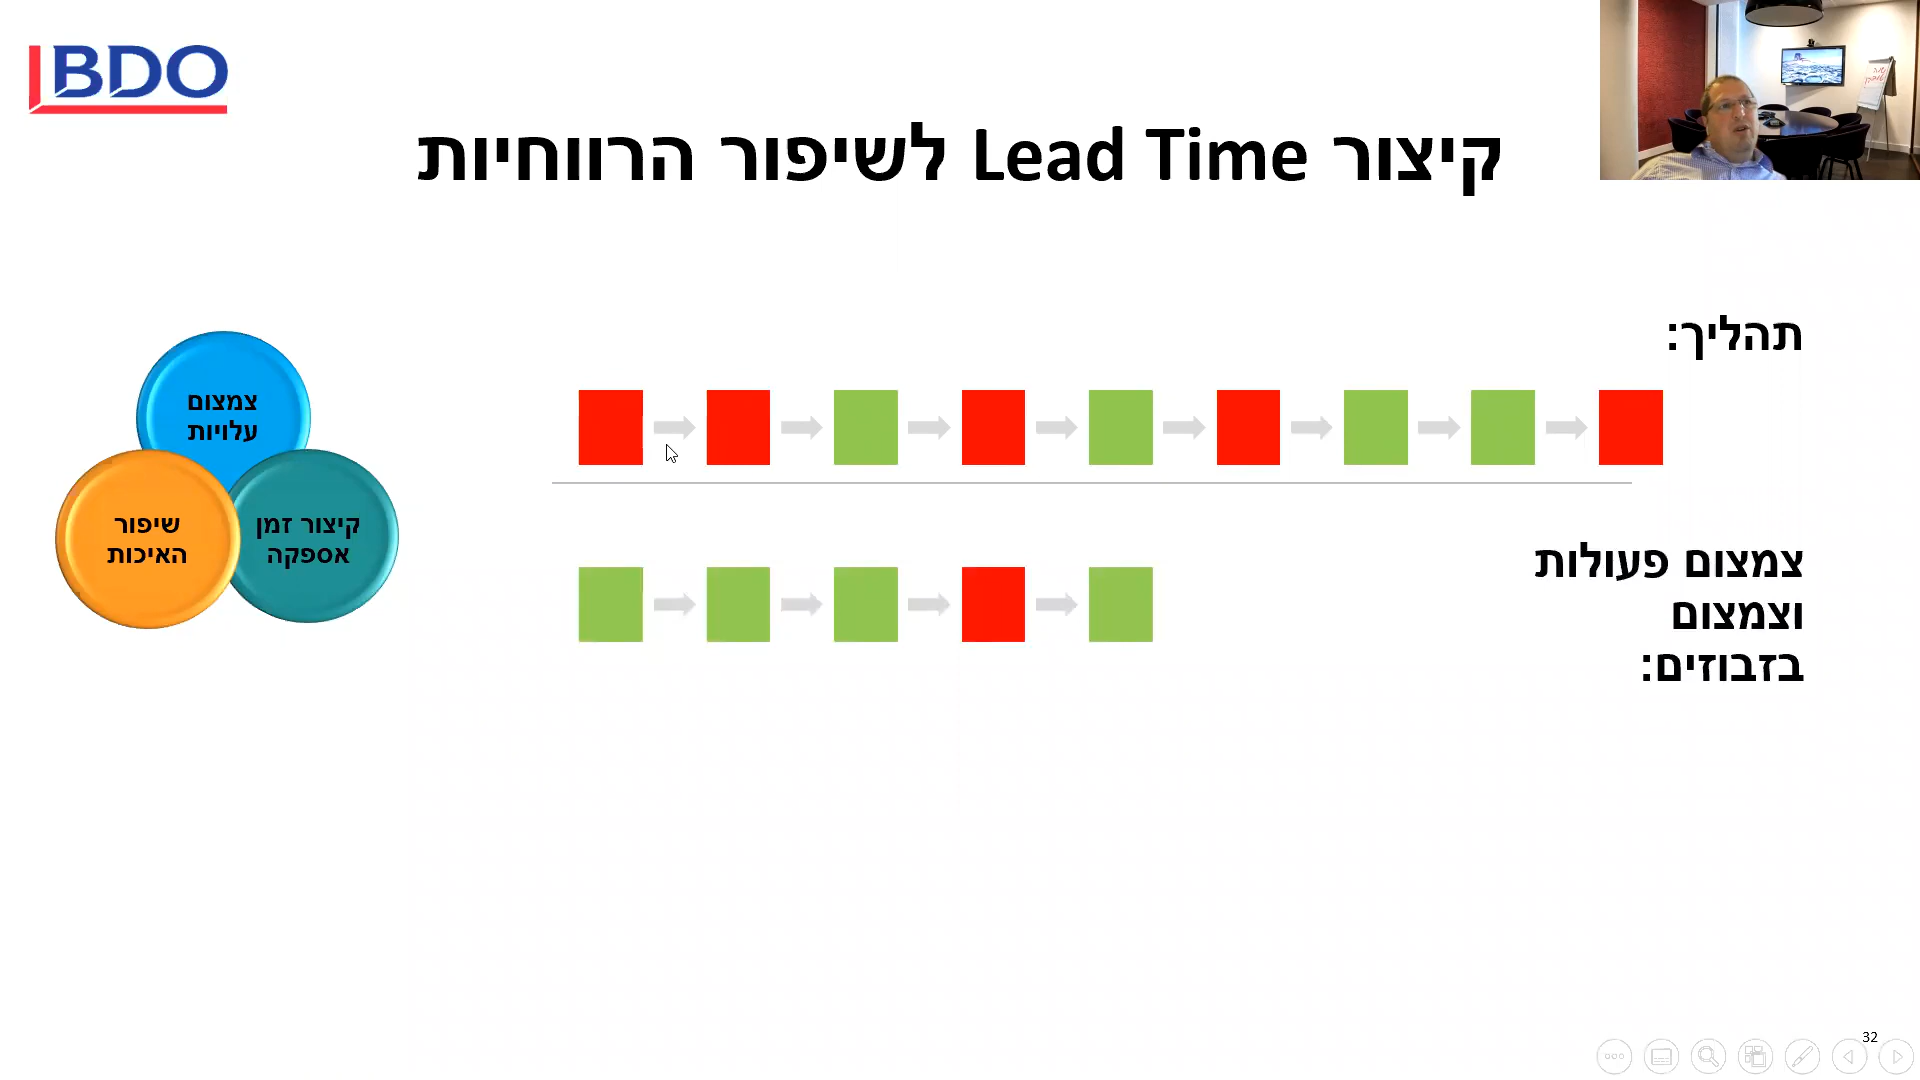 BDO
קיצור Lead Time לשיפור הרווחיות
תהליך:
צמצום
עלויות
שיפור
האיכות
קיצור זמן
אספקה
צמצום פעולות
וצמצום
בזבוזים:
32